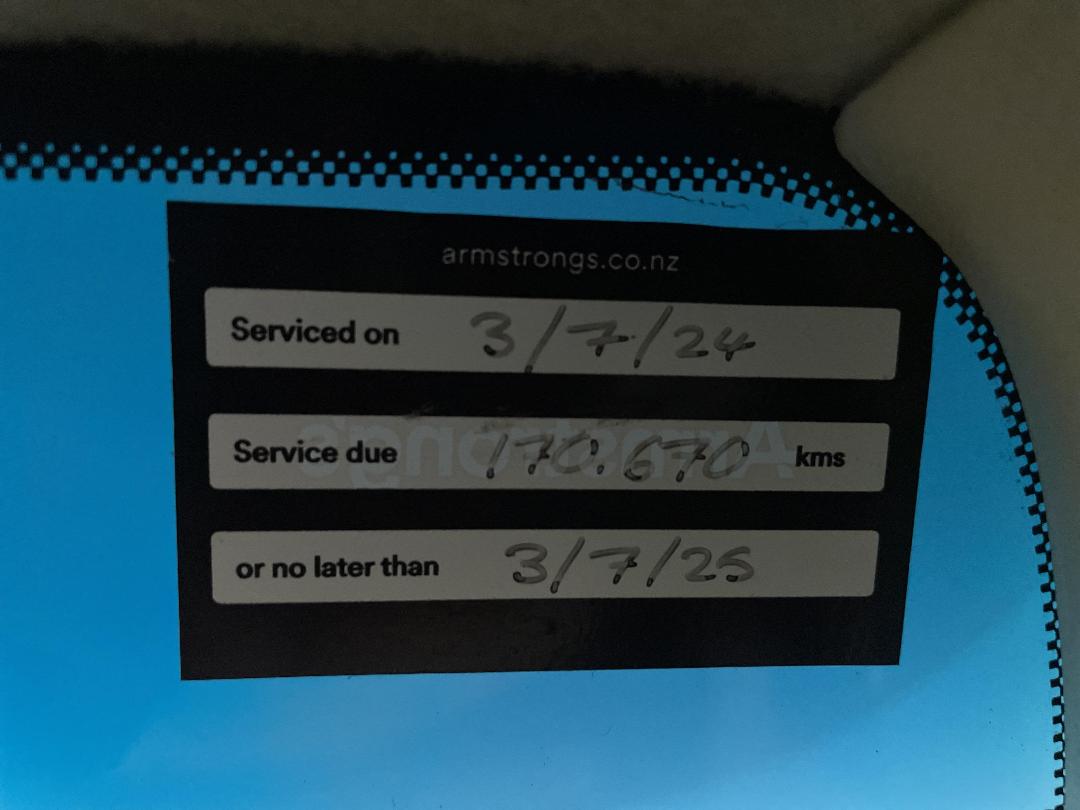 armstrongs.co.nz
Serviced on 3/7/24
Service due 170.670 kms
Armstrongs
or no later than 3/7/25